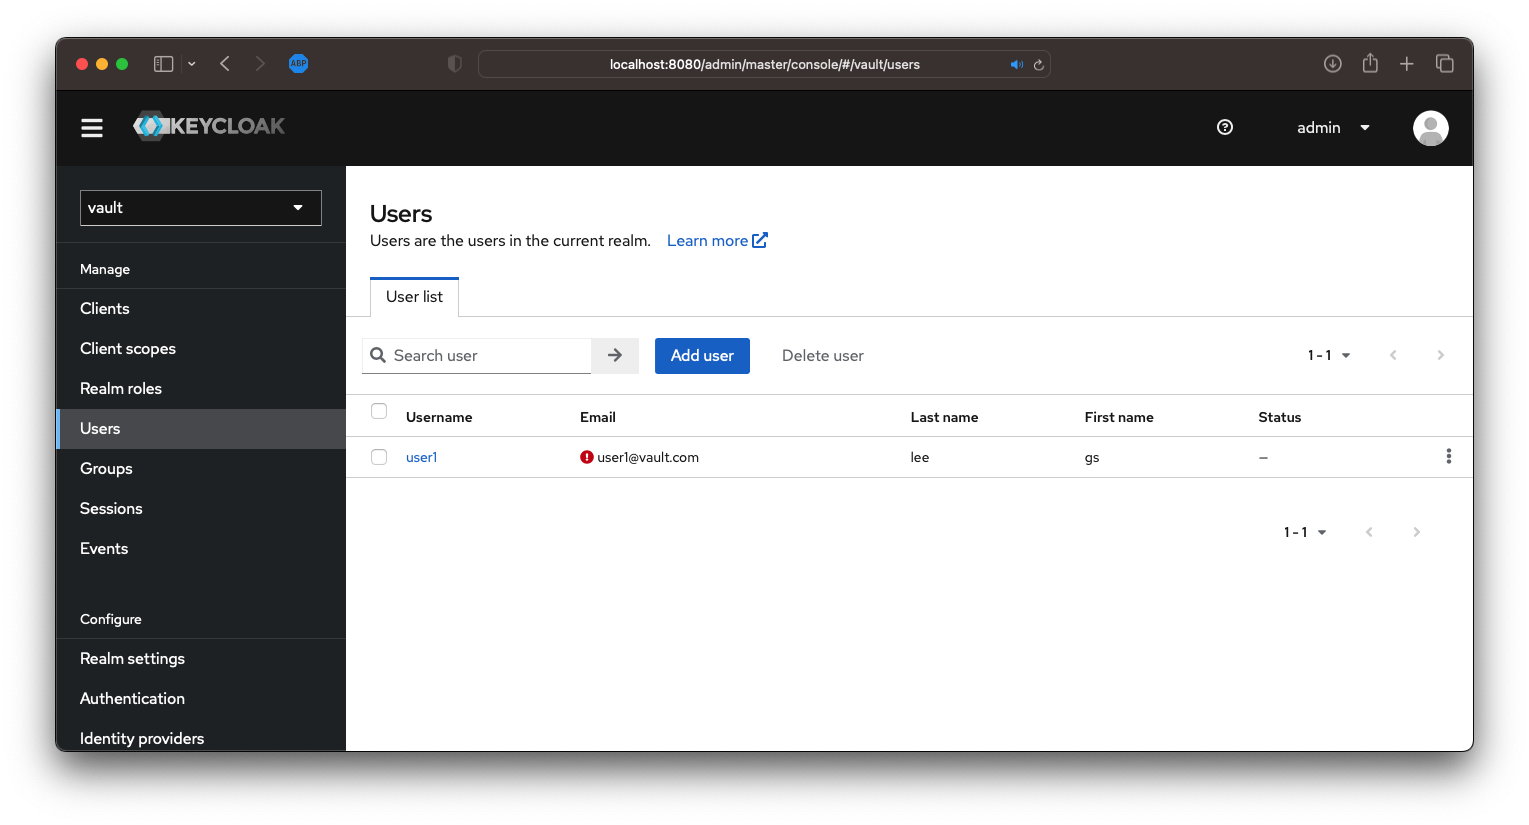 ABP
localhost:8080/admin/master/console/#/vault/users
KEYCLOAK
admin
vault
Manage
Clients
Client scopes
Realm roles
Users
Groups
Sessions
Events
Configure
Realm settings
Authentication
Identity providers
Users
Users are the users in the current realm. Learn more
User list
Search user
Add user
Delete user
1 - 1
Username Email Last name First name Status
user1 user1@vault.com lee gs –
1 - 1